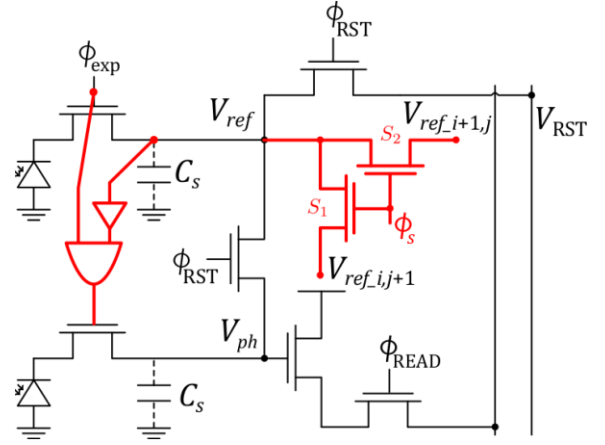 ϕRST
ϕexp
Vref
S2
Vref_i+1,j
VRST
Cs
S1
ϕs
ϕRST
Vref_i,j+1
Vph
ϕREAD
Cs